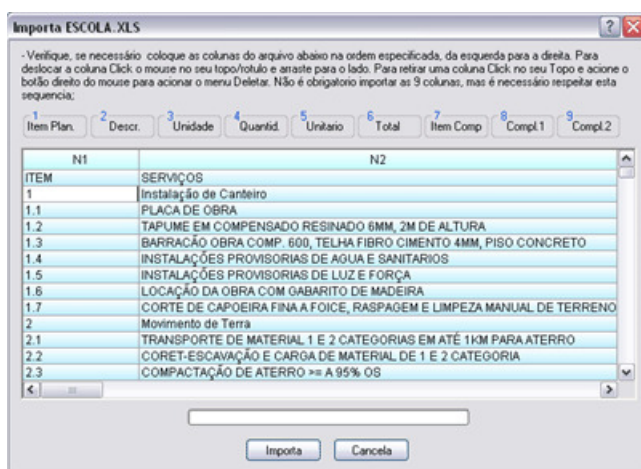 Importa ESCOLA.XLS
- Verifique, se necessário coloque as colunas do arquivo abaixo na ordem especificada, da esquerda para a direita. Para
deslocar a coluna Click o mouse no seu topo/rotulo e arraste para o lado. Para retirar uma coluna Click no seu Topo e acione o
botão direito do mouse para acionar o menu Deletar. Não é obrigatorio importar as 9 colunas, mas é necessário respeitar esta
sequencia;
1 Item Plan. 2 Descr. 3 Unidade 4 Quantid. 5 Unitario 6 Total 7 Item Comp 8 Compl.1 9 Compl.2
N1 N2
ITEM SERVIÇOS
1 Instalação de Canteiro
1.1 PLACA DE OBRA
1.2 TAPUME EM COMPENSADO RESINADO 6MM, 2M DE ALTURA
1.3 BARRACÃO OBRA COMP. 600, TELHA FIBRO CIMENTO 4MM, PISO CONCRETO
1.4 INSTALAÇÕES PROVISORIAS DE AGUA E SANITARIOS
1.5 INSTALAÇÕES PROVISORIAS DE LUZ E FORÇA
1.6 LOCAÇÃO DA OBRA COM GABARITO DE MADEIRA
1.7 CORTE DE CAPOEIRA FINA A FOICE, RASPAGEM E LIMPEZA MANUAL DE TERRENO
2 Movimento de Terra
2.1 TRANSPORTE DE MATERIAL 1 E 2 CATEGORIAS EM ATÉ 1KM PARA ATERRO
2.2 CORET-ESCAVAÇÃO E CARGA DE MATERIAL DE 1 E 2 CATEGORIA
2.3 COMPACTAÇÃO DE ATERRO >= A 95% OS
Importa Cancela